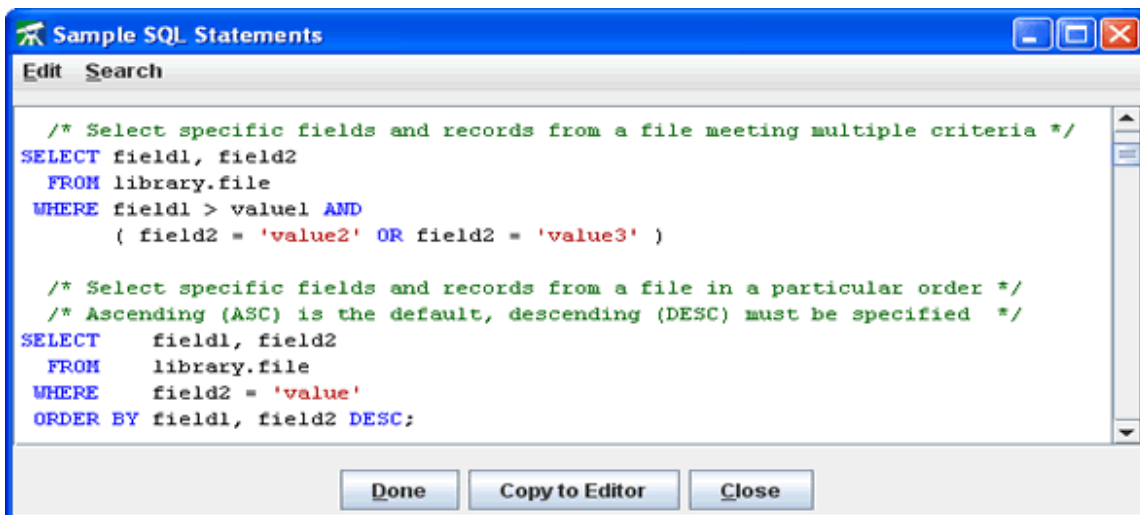 Sample SQL Statements
Edit Search
/* Select specific fields and records from a file meeting multiple criteria */
SELECT field1, field2
FROM library.file
WHERE field1 > value1 AND
( field2 = 'value2' OR field2 = 'value3' )
/* Select specific fields and records from a file in a particular order */
/* Ascending (ASC) is the default, descending (DESC) must be specified */
SELECT field1, field2
FROM library.file
WHERE field2 = 'value'
ORDER BY field1, field2 DESC;
Done Copy to Editor Close